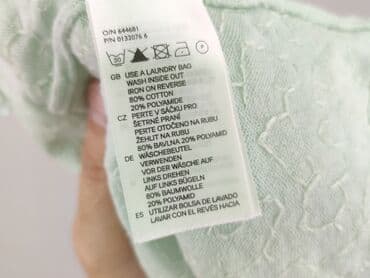 O/N 644681
P/N 0133076 6
GB USE A LAUNDRY BAG
WASH INSIDE OUT
IRON ON REVERSE
80% COTTON
20% POLYAMIDE
CZ PERTE V SÁČKU PRO
ŠETRNÉ PRANÍ
PERTE OTOČENO NA RUBU
ŽEHLIT NA RUBU
80% BAVLNA 20% POLYAMID
DE WÄSCHEBEUTEL
VERWENDEN
VOR DER WÄSCHE AUF
LINKS DREHEN
AUF LINKS BÜGELN
80% BAUMWOLLE
20% POLYAMID
ES UTILIZAR BOLSA DE LAVADO
LAVAR CON EL REVÉS HACIA